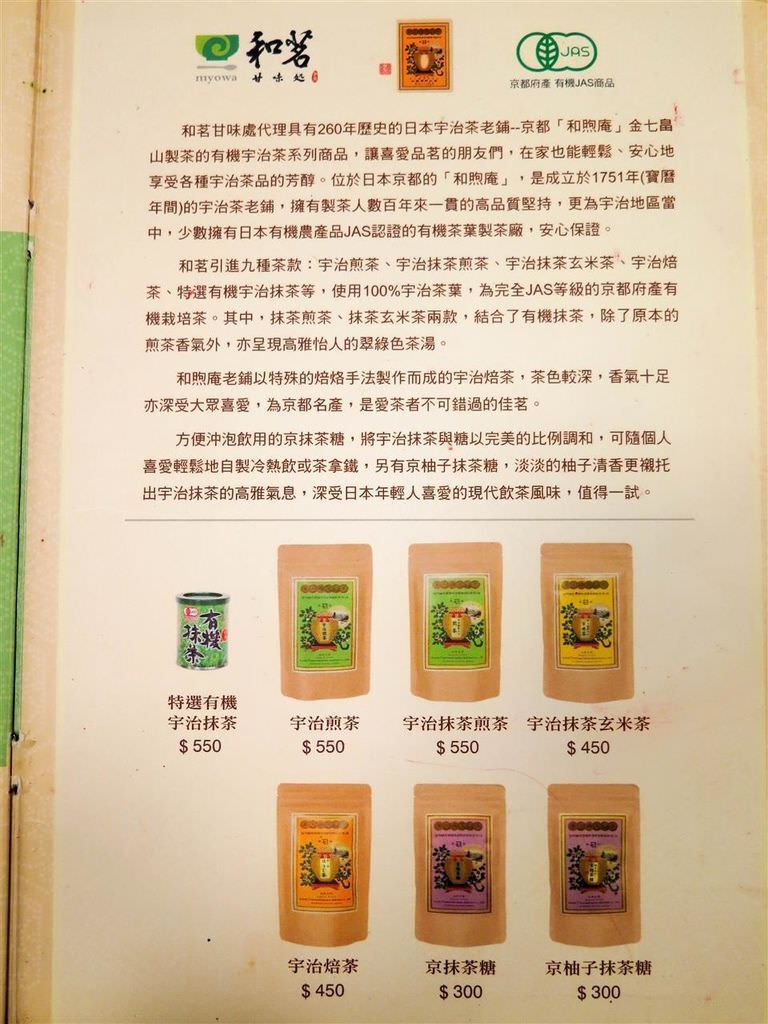 和茗
myowa
甘味処
JAS
京都府產 有機JAS商品
和茗甘味處代理具有260年歷史的日本宇治茶老鋪--京都「和煦庵」金七畠
山製茶的有機宇治茶系列商品，讓喜愛品茗的朋友們，在家也能輕鬆、安心地
享受各種宇治茶品的芳醇。位於日本京都的「和煦庵」，是成立於1751年(寶曆
年間)的宇治茶老鋪，擁有製茶人數百年來一貫的高品質堅持，更為宇治地區當
中，少數擁有日本有機農產品JAS認證的有機茶葉製茶廠，安心保證。
和茗引進九種茶款：宇治煎茶、宇治抹茶煎茶、宇治抹茶玄米茶、宇治焙
茶、特選有機宇治抹茶等，使用100%宇治茶葉，為完全JAS等級的京都府產有
機栽培茶。其中，抹茶煎茶、抹茶玄米茶兩款，結合了有機抹茶，除了原本的
煎茶香氣外，亦呈現高雅怡人的翠綠色茶湯。
和煦庵老鋪以特殊的焙烙手法製作而成的宇治焙茶，茶色較深，香氣十足
亦深受大眾喜愛，為京都名產，是愛茶者不可錯過的佳茗。
方便沖泡飲用的京抹茶糖，將宇治抹茶與糖以完美的比例調和，可隨個人
喜愛輕鬆地自製冷熱飲或茶拿鐵，另有京柚子抹茶糖，淡淡的柚子清香更襯托
出宇治抹茶的高雅氣息，深受日本年輕人喜愛的現代飲茶風味，值得一試。
有機
抹茶
特選有機
宇治抹茶
$ 550
宇治煎茶
$ 550
宇治抹茶煎茶
$ 550
宇治抹茶玄米茶
$ 450
宇治焙茶
$ 450
京抹茶糖
$ 300
京柚子抹茶糖
$ 300